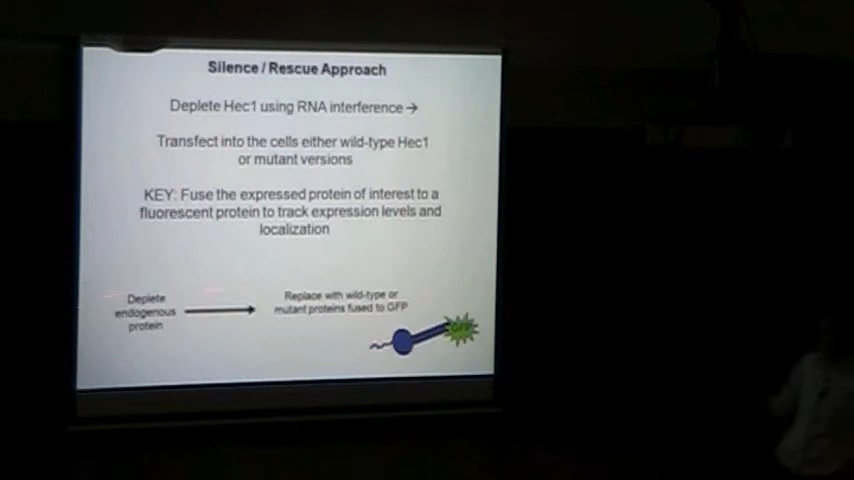 Silence / Rescue Approach
Deplete Hec1 using RNA interference →
Transfect into the cells either wild-type Hec1
or mutant versions
KEY: Fuse the expressed protein of interest to a
fluorescent protein to track expression levels and
localization
Deplete
endogenous
protein
Replace with wild-type or
mutant proteins fused to GFP
GFP